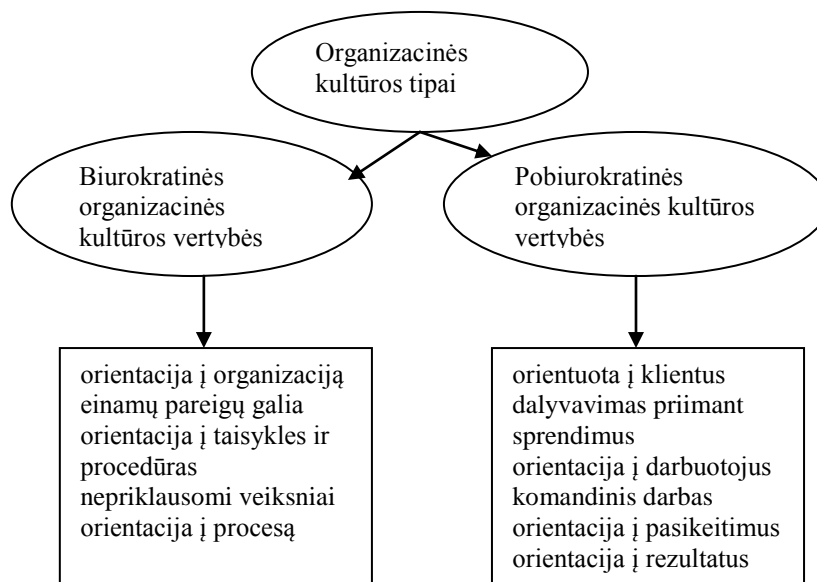 Organizacinės
kultūros tipai
Biurokratinės
organizacinės
kultūros vertybės
Pobiurokratinės
organizacinės kultūros
vertybės
orientacija į organizaciją
einamų pareigų galia
orientacija į taisykles ir
procedūras
nepriklausomi veiksniai
orientacija į procesą
orientuota į klientus
dalyvavimas priimant
sprendimus
orientacija į darbuotojus
komandinis darbas
orientacija į pasikeitimus
orientacija į rezultatus